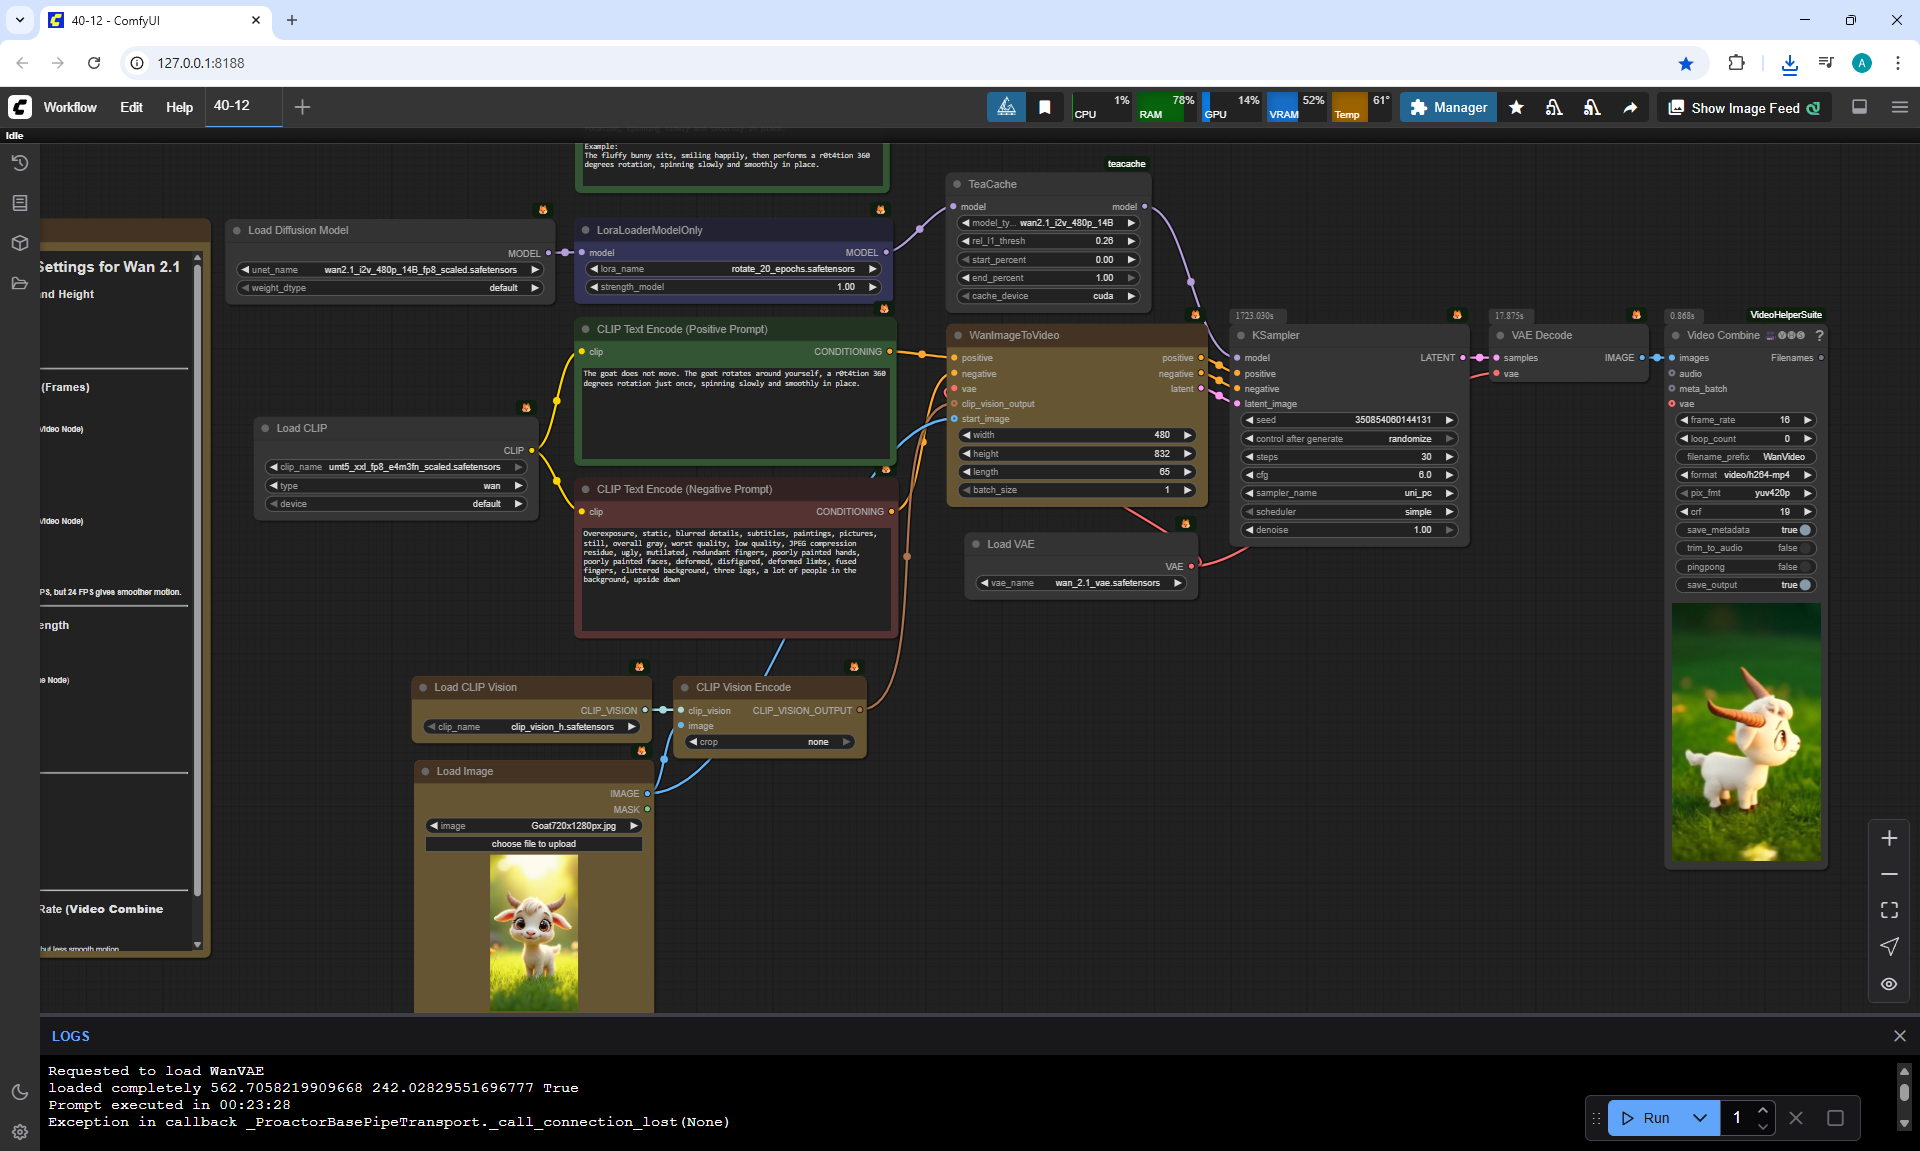 40-12 - ComfyUI
127.0.0.1:8188
A
Workflow
Edit
Help
40-12
CPU 1%
RAM 78%
GPU 14%
VRAM 52%
Temp 61°
Manager
Show Image Feed
Idle
Settings for Wan 2.1
nd Height
(Frames)
Video Node)
Video Node)
PS, but 24 FPS gives smoother motion.
ength
e Node)
Rate (Video Combine
but less smooth motion
Example:
The fluffy bunny sits, smiling happily, then performs a r0t4tion 360
degrees rotation, spinning slowly and smoothly in place.
Load Diffusion Model
MODEL
unet_name wan2.1_i2v_480p_14B_fp8_scaled.safetensors
weight_dtype default
LoraLoaderModelOnly
model MODEL
lora_name rotate_20_epochs.safetensors
strength_model 1.00
teacache
TeaCache
model model
model_ty... wan2.1_i2v_480p_14B
rel_l1_thresh 0.26
start_percent 0.00
end_percent 1.00
cache_device cuda
Load CLIP
CLIP
clip_name umt5_xxl_fp8_e4m3fn_scaled.safetensors
type wan
device default
CLIP Text Encode (Positive Prompt)
clip CONDITIONING
The goat does not move. The goat rotates around yourself, a r0t4tion 360
degrees rotation just once, spinning slowly and smoothly in place.
CLIP Text Encode (Negative Prompt)
clip CONDITIONING
Overexposure, static, blurred details, subtitles, paintings, pictures,
still, overall gray, worst quality, low quality, JPEG compression
residue, ugly, mutilated, redundant fingers, poorly painted hands,
poorly painted faces, deformed, disfigured, deformed limbs, fused
fingers, cluttered background, three legs, a lot of people in the
background, upside down
WanImageToVideo
positive positive
negative negative
vae latent
clip_vision_output
start_image
width 480
height 832
length 65
batch_size 1
Load VAE
VAE
vae_name wan_2.1_vae.safetensors
1723.030s
KSampler
model LATENT
positive
negative
latent_image
seed 350854060144131
control after generate randomize
steps 30
cfg 6.0
sampler_name uni_pc
scheduler simple
denoise 1.00
17.875s
VAE Decode
samples IMAGE
vae
0.868s
VideoHelperSuite
Video Combine VHS ?
images Filenames
audio
meta_batch
vae
frame_rate 16
loop_count 0
filename_prefix WanVideo
format video/h264-mp4
pix_fmt yuv420p
crf 19
save_metadata true
trim_to_audio false
pingpong false
save_output true
Load CLIP Vision
CLIP_VISION
clip_name clip_vision_h.safetensors
CLIP Vision Encode
clip_vision CLIP_VISION_OUTPUT
image
crop none
Load Image
IMAGE
MASK
image Goat720x1280px.jpg
choose file to upload
LOGS
Requested to load WanVAE
loaded completely 562.7058219909668 242.02829551696777 True
Prompt executed in 00:23:28
Exception in callback _ProactorBasePipeTransport._call_connection_lost(None)
Run
1